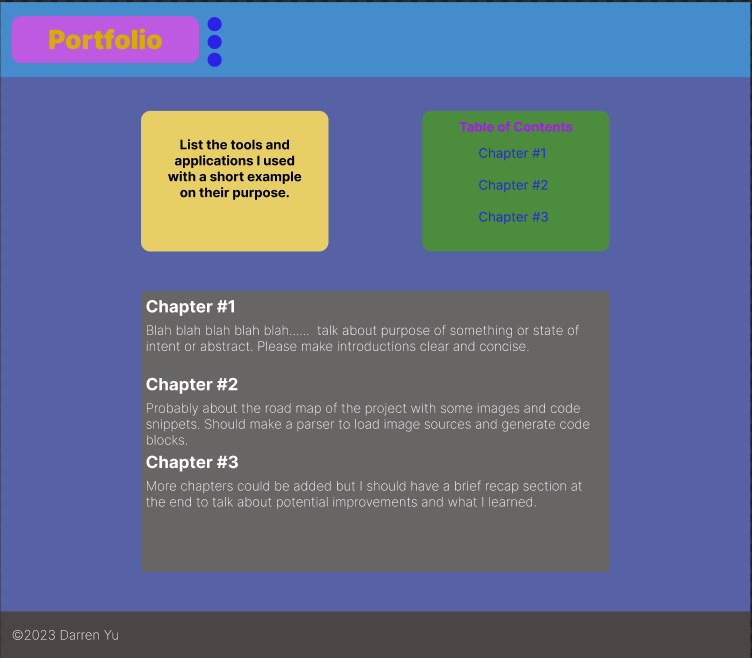 Portfolio
List the tools and
applications I used
with a short example
on their purpose.
Table of Contents
Chapter #1
Chapter #2
Chapter #3
Chapter #1
Blah blah blah blah blah...... talk about purpose of something or state of
intent or abstract. Please make introductions clear and concise.
Chapter #2
Probably about the road map of the project with some images and code
snippets. Should make a parser to load image sources and generate code
blocks.
Chapter #3
More chapters could be added but I should have a brief recap section at
the end to talk about potential improvements and what I learned.
©2023 Darren Yu